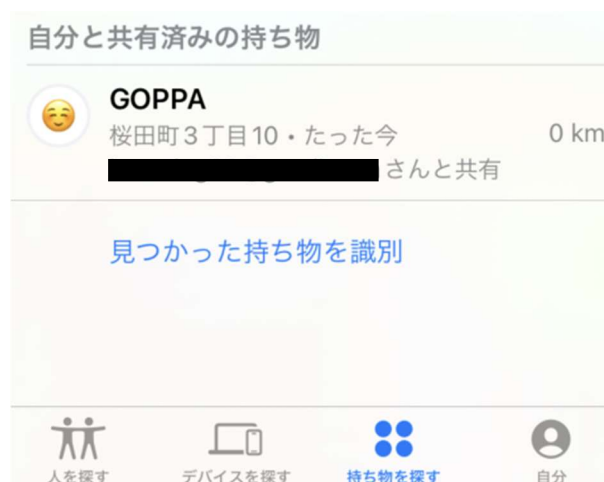 自分と共有済みの持ち物
GOPPA
桜田町3丁目10・たった今
0 km
さんと共有
見つかった持ち物を識別
人を探す
デバイスを探す
持ち物を探す
自分